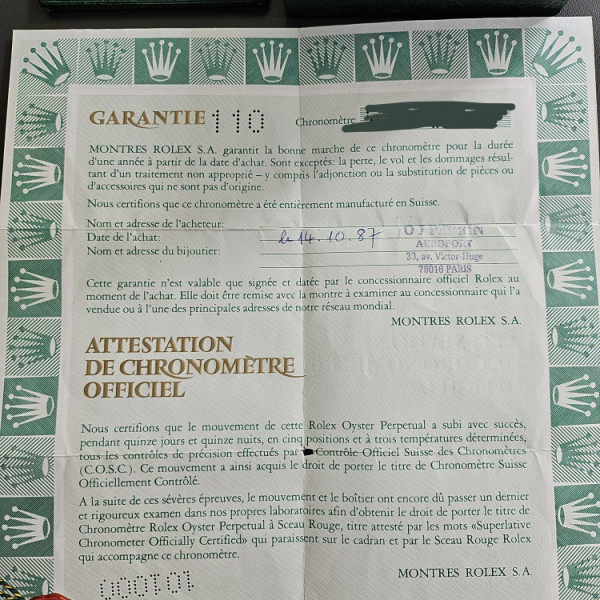 GARANTIE 110 Chronomètre
MONTRES ROLEX S.A. garantit la bonne marche de ce chronomètre pour la durée
d'une année à partir de la date d'achat. Sont exceptés: la perte, le vol et les dommages résul-
tant d'un traitement non approprié – y compris l'adjonction ou la substitution de pièces ou
d'accessoires qui ne sont pas d'origine.
Nous certifions que ce chronomètre a été entièrement manufacturé en Suisse.
Nom et adresse de l'acheteur:
Date de l'achat: le 14.10.87
Nom et adresse du bijoutier:
AEROPORT
33, av. Victor-Hugo
75016 PARIS
Cette garantie n'est valable que signée et datée par le concessionnaire officiel Rolex au
moment de l'achat. Elle doit être remise avec la montre à examiner au concessionnaire qui l'a
vendue ou à l'une des principales adresses de notre réseau mondial.
MONTRES ROLEX S.A.
ATTESTATION
DE CHRONOMÈTRE
OFFICIEL
Nous certifions que le mouvement de cette Rolex Oyster Perpetual a subi avec succès,
pendant quinze jours et quinze nuits, en cinq positions et à trois températures déterminées,
tous les contrôles de précision effectués par le Contrôle Officiel Suisse des Chronomètres
(C.O.S.C.). Ce mouvement a ainsi acquis le droit de porter le titre de Chronomètre Suisse
Officiellement Contrôlé.
A la suite de ces sévères épreuves, le mouvement et le boîtier ont encore dû passer un dernier
et rigoureux examen dans nos propres laboratoires afin d'obtenir le droit de porter le titre de
Chronomètre Rolex Oyster Perpetual à Sceau Rouge, titre attesté par les mots «Superlative
Chronometer Officially Certified» qui paraissent sur le cadran et par le Sceau Rouge Rolex
qui accompagne ce chronomètre.
MONTRES ROLEX S.A.